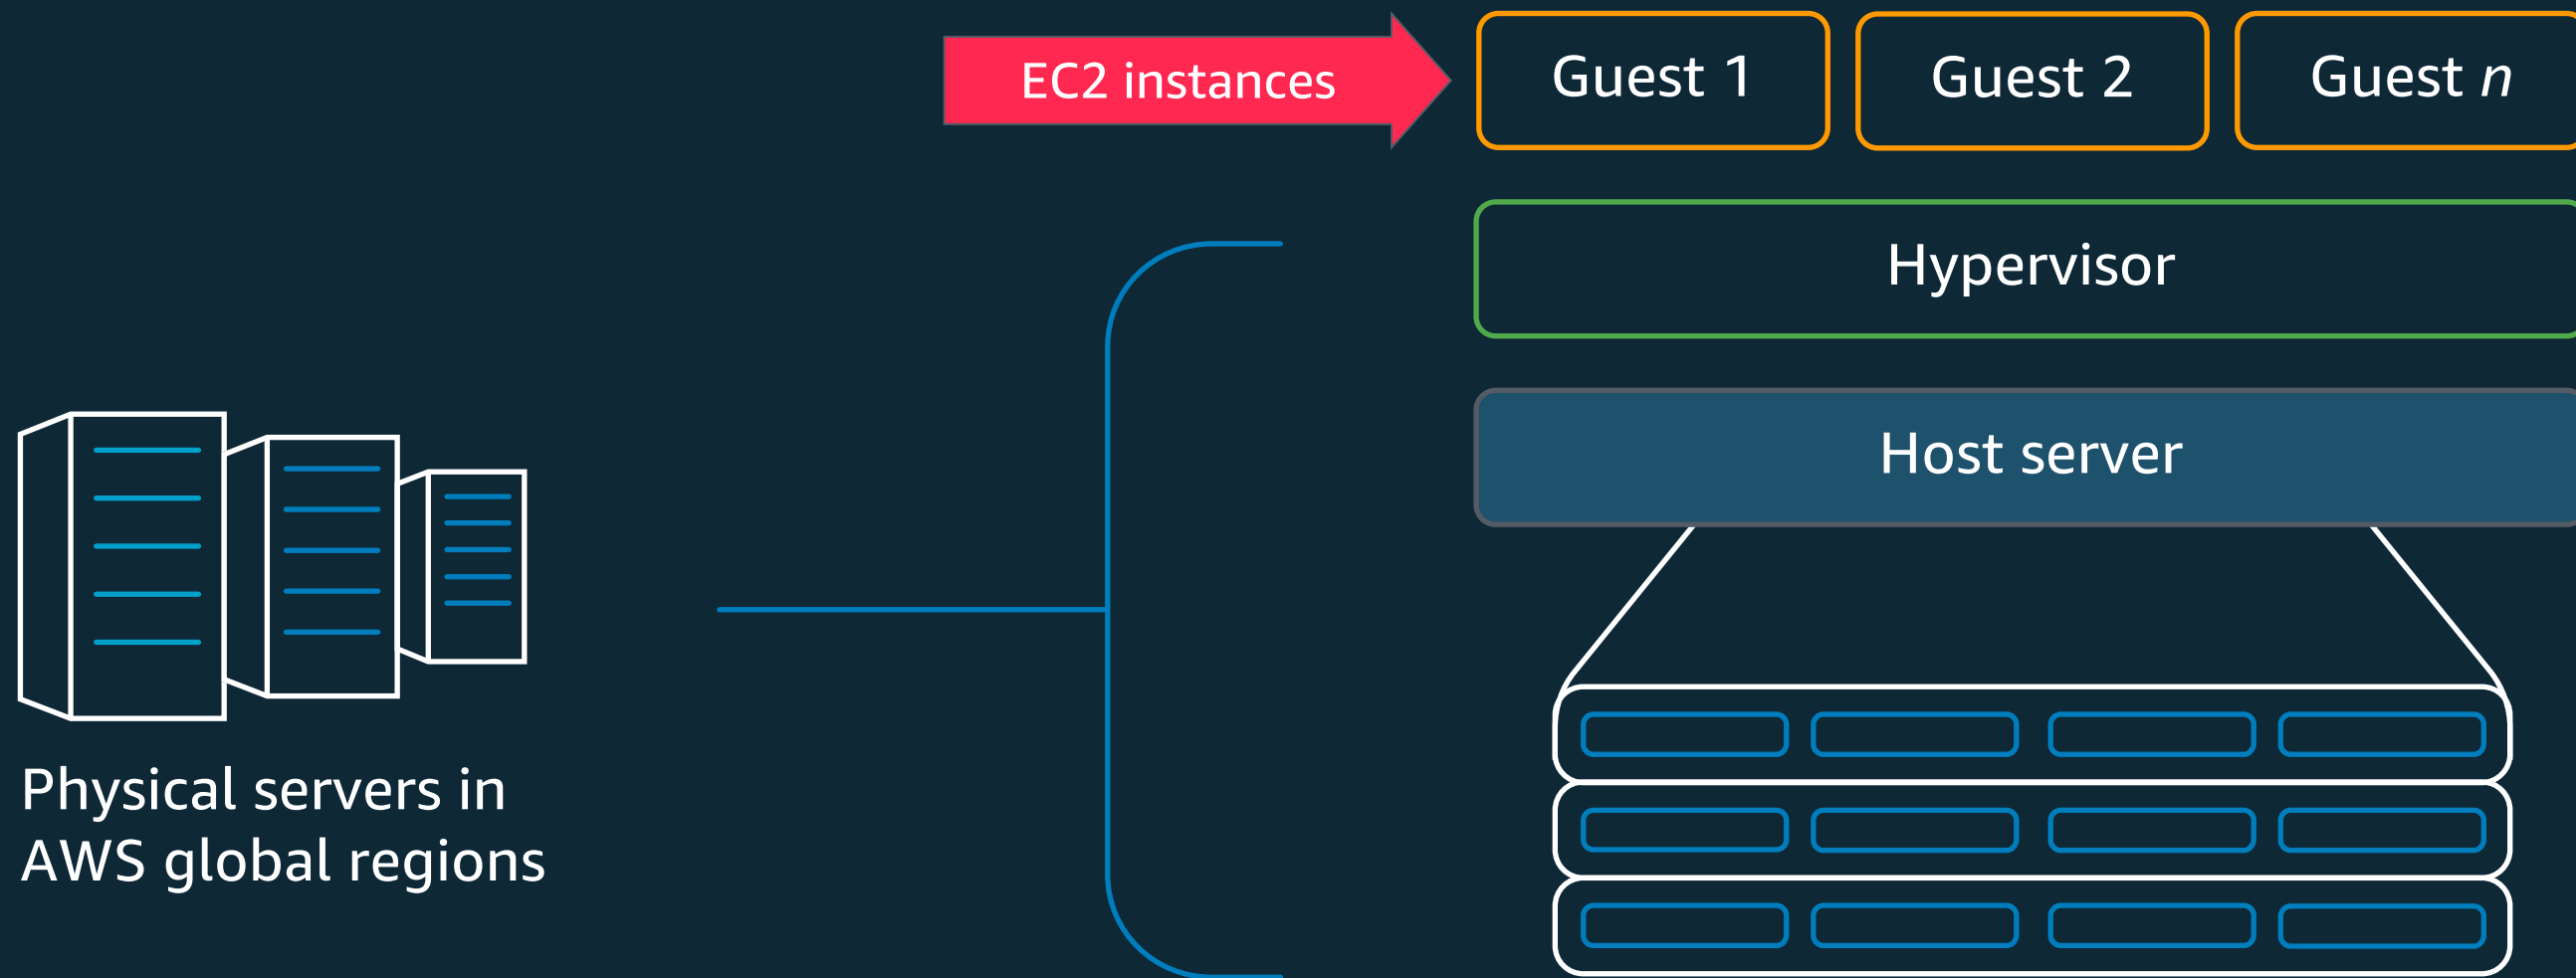 EC2 instances
Guest 1
Guest 2
Guest n
Hypervisor
Host server
Physical servers in
AWS global regions